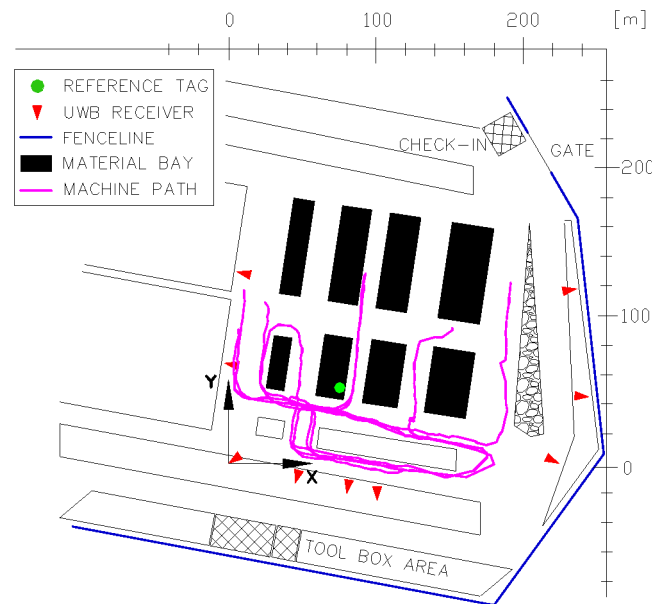 0 100 200 [m]
REFERENCE TAG
UWB RECEIVER
FENCELINE
MATERIAL BAY
MACHINE PATH
CHECK-IN
GATE
200
100
Y
0
X
TOOL BOX AREA